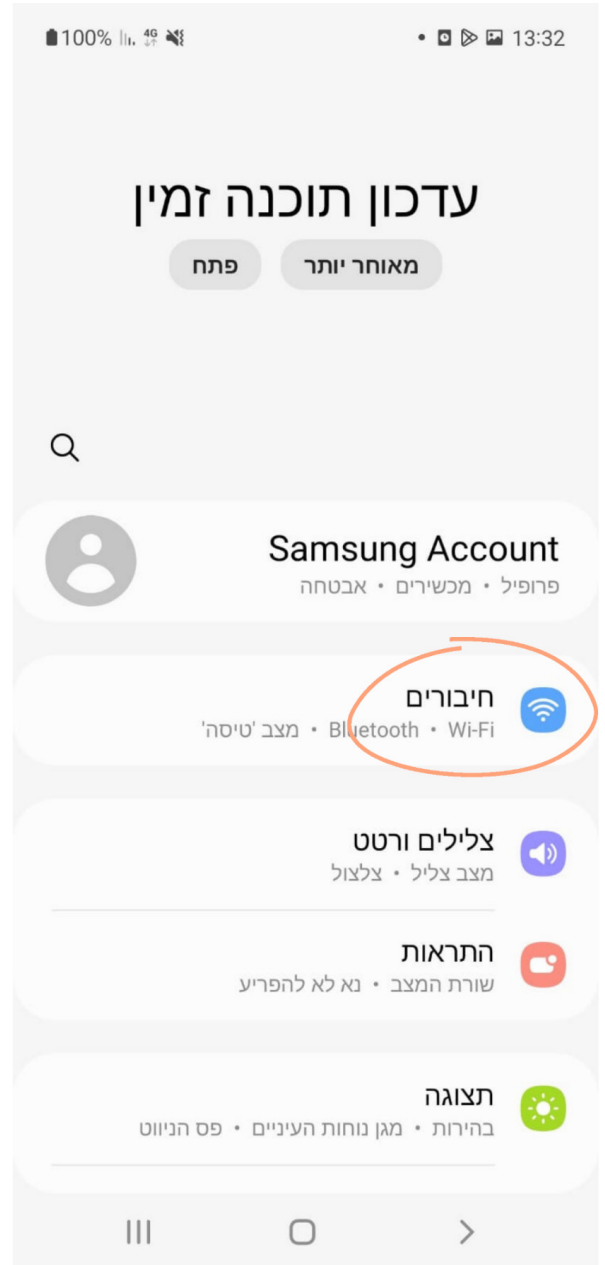 100% 4G 13:32
עדכון תוכנה זמין
מאוחר יותר פתח
Samsung Account
פרופיל • מכשירים • אבטחה
חיבורים
Wi-Fi • Bluetooth • מצב 'טיסה'
צלילים ורטט
מצב צליל • צלצול
התראות
שורת המצב • נא לא להפריע
תצוגה
בהירות • מגן נוחות העיניים • פס הניווט